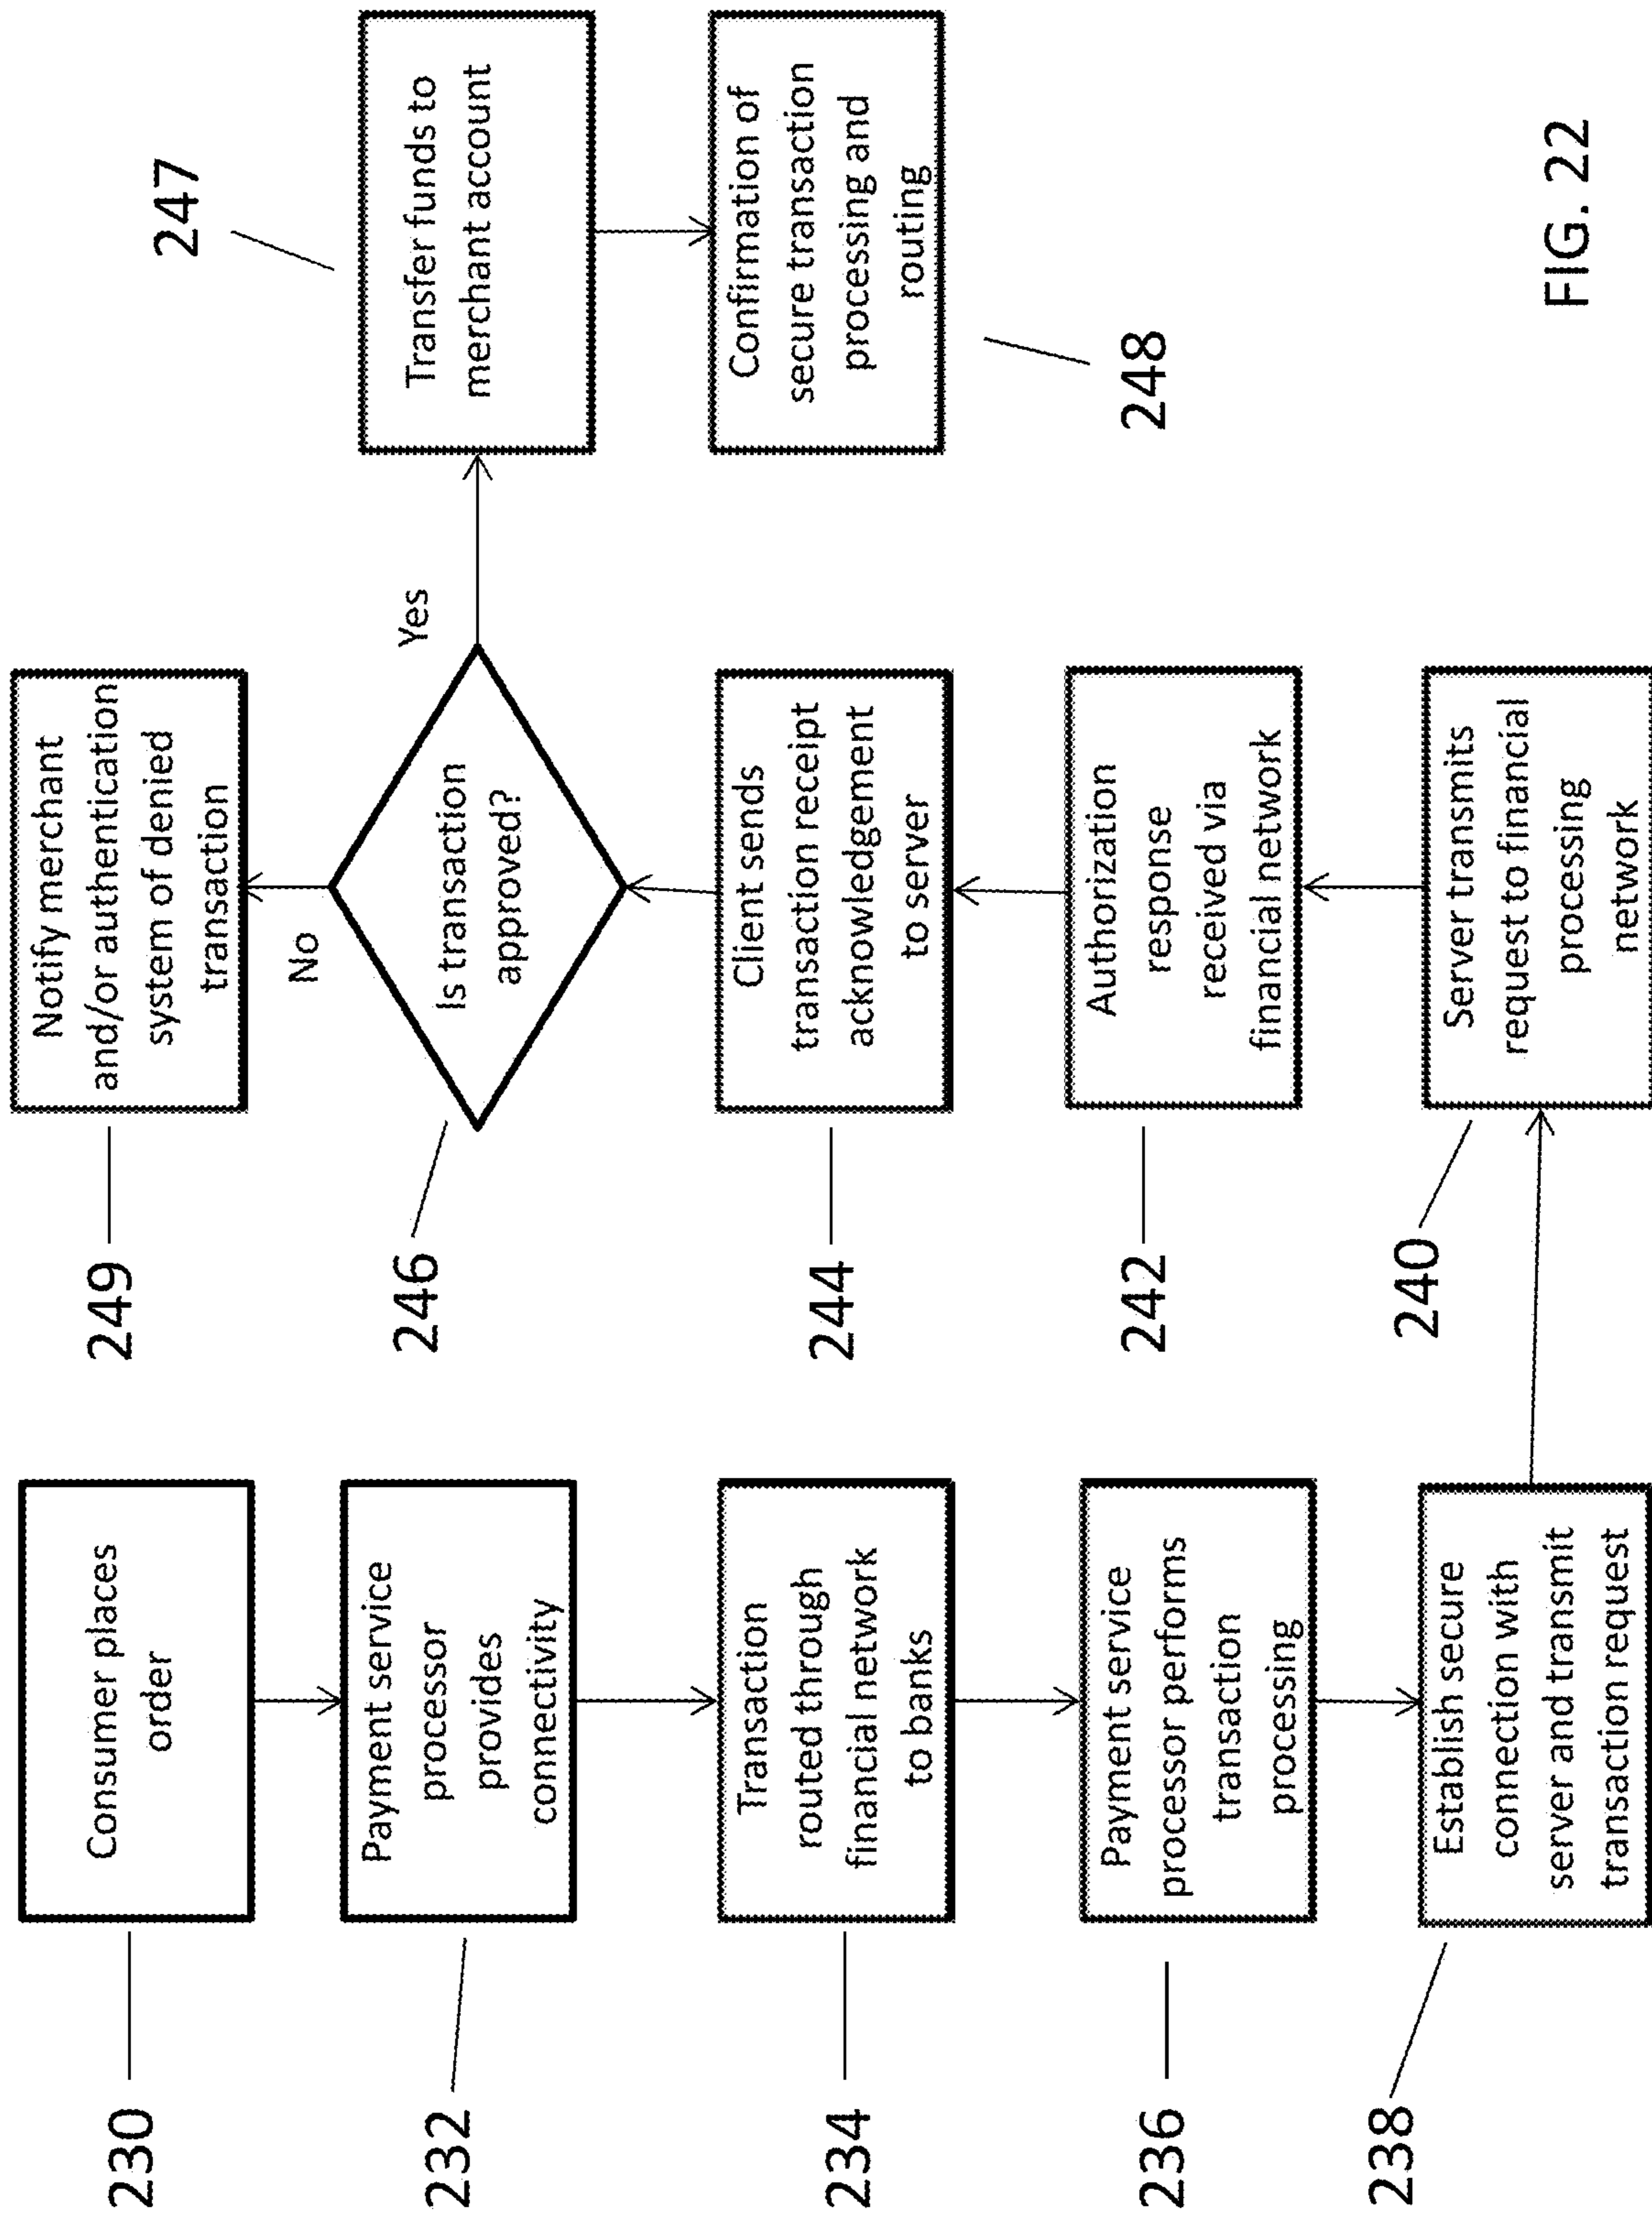 230
Consumer places
order
232
Payment service
processor
provides
connectivity
234
Transaction
routed through
financial network
to banks
236
Payment service
processor performs
transaction
processing
238
Establish secure
connection with
server and transmit
transaction request
240
Server transmits
request to financial
processing
network
242
Authorization
response
received via
financial network
244
Client sends
transaction receipt
acknowledgement
to server
246
Is transaction
approved?
No
249
Notify merchant
and/or authentication
system of denied
transaction
Yes
247
Transfer funds to
merchant account
248
Confirmation of
secure transaction
processing and
routing
FIG. 22